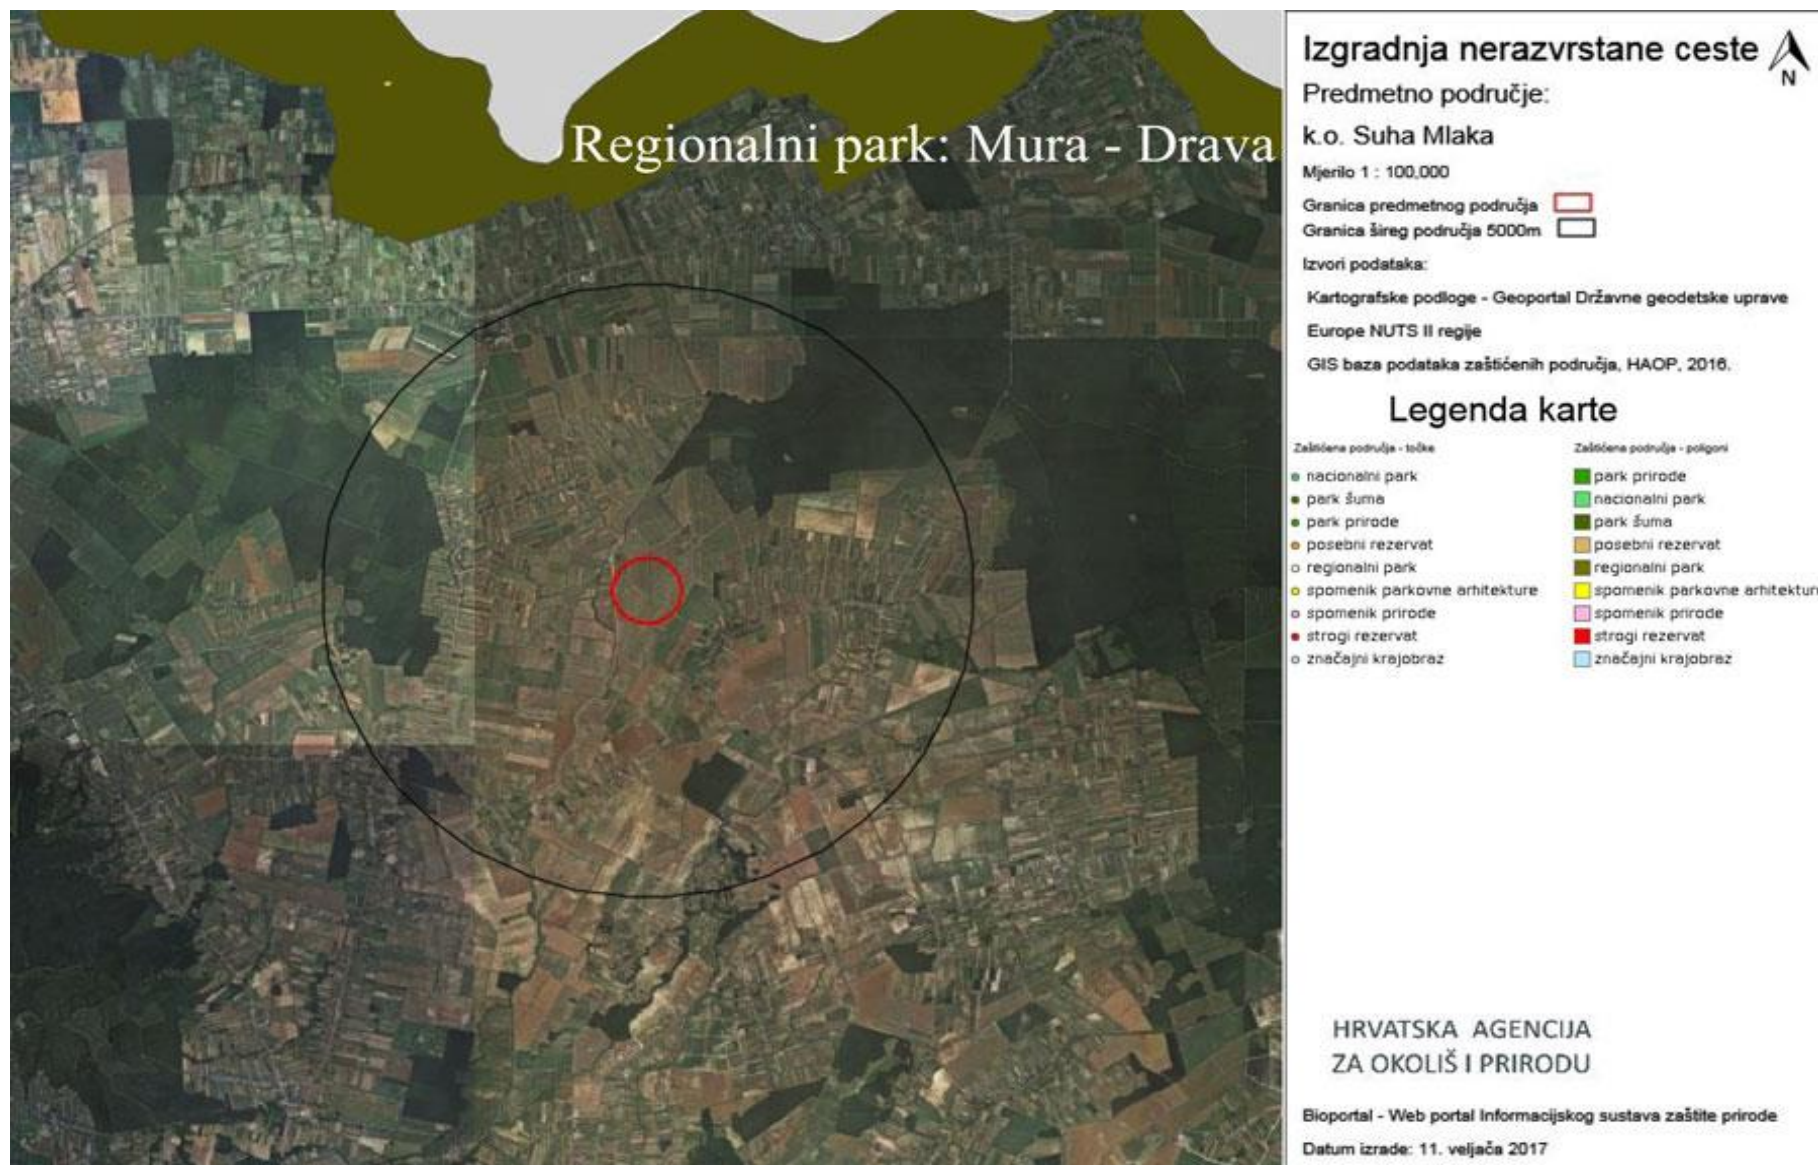 Regionalni park: Mura - Drava
Izgradnja nerazvrstane ceste
N
Predmetno područje:
k.o. Suha Mlaka
Mjerilo 1 : 100,000
Granica predmetnog područja
Granica šireg područja 5000m
Izvori podataka:
Kartografske podloge - Geoportal Državne geodetske uprave
Europe NUTS II regije
GIS baza podataka zaštićenih područja, HAOP, 2016.
Legenda karte
Zaštićena područja - točke
nacionalni park
park šuma
park prirode
posebni rezervat
regionalni park
spomenik parkovne arhitekture
spomenik prirode
strogi rezervat
značajni krajobraz
Zaštićena područja - poligoni
park prirode
nacionalni park
park šuma
posebni rezervat
regionalni park
spomenik parkovne arhitektur
spomenik prirode
strogi rezervat
značajni krajobraz
HRVATSKA AGENCIJA
ZA OKOLIŠ I PRIRODU
Bioportal - Web portal Informacijskog sustava zaštite prirode
Datum izrade: 11. veljača 2017